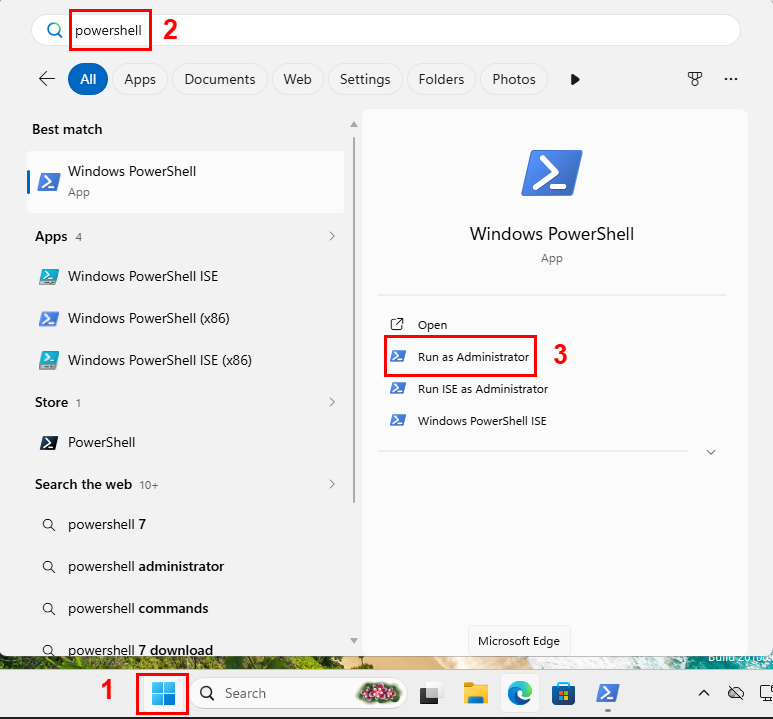 powershell
2
All
Apps
Documents
Web
Settings
Folders
Photos
Best match
Windows PowerShell
App
Apps 4
Windows PowerShell ISE
Windows PowerShell (x86)
Windows PowerShell ISE (x86)
Store 1
PowerShell
Search the web 10+
powershell 7
powershell administrator
powershell commands
powershell 7 download
Windows PowerShell
App
Open
Run as Administrator
3
Run ISE as Administrator
Windows PowerShell ISE
Microsoft Edge
1
Search